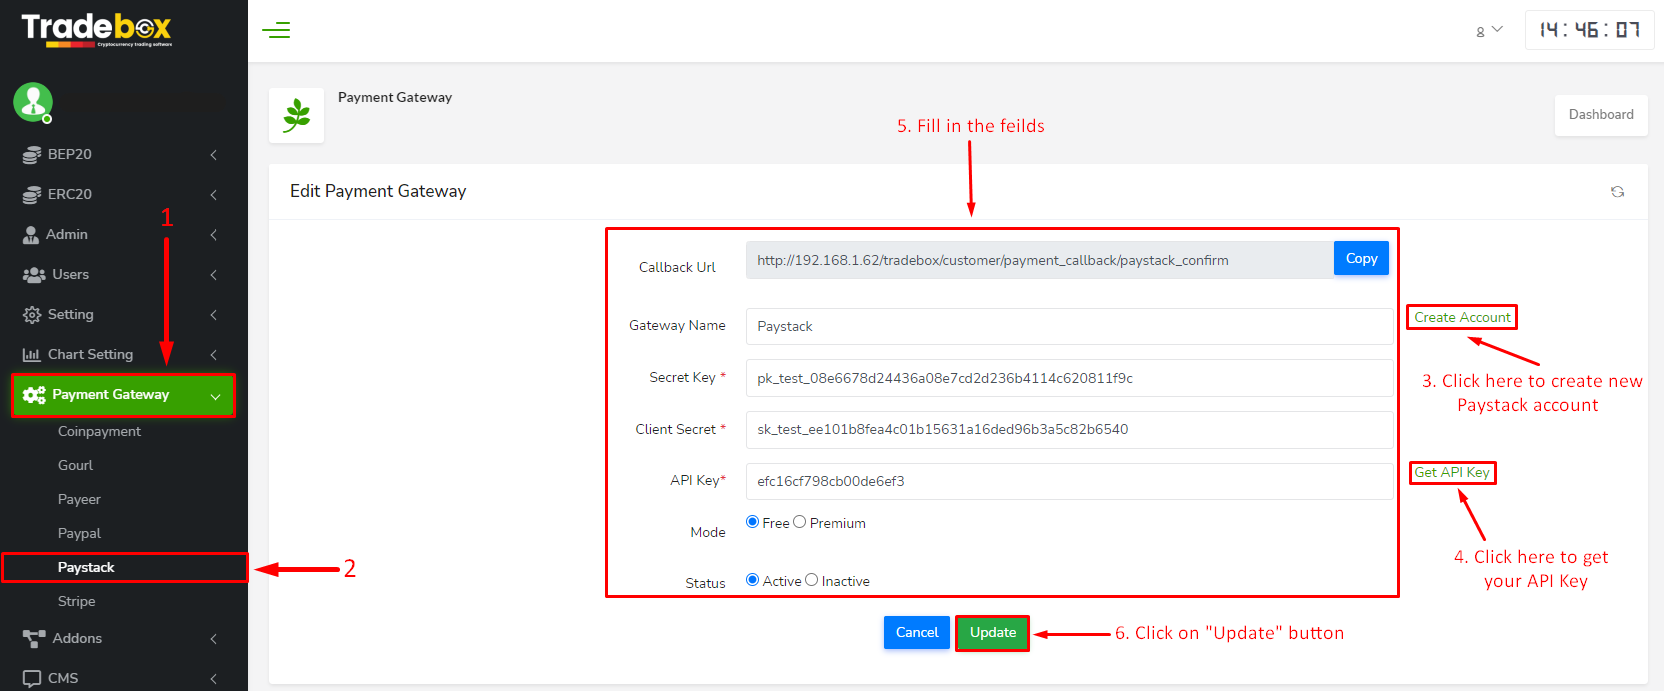 Tradebox
Cryptocurrency trading software
14:46:07
Payment Gateway
Dashboard
5. Fill in the feilds
BEP20
ERC20
1
Admin
Users
Setting
Chart Setting
Payment Gateway
Coinpayment
Gourl
Payeer
Paypal
Paystack
2
Stripe
Addons
CMS
Edit Payment Gateway
Callback Url
http://192.168.1.62/tradebox/customer/payment_callback/paystack_confirm
Copy
Gateway Name
Paystack
Create Account
3. Click here to create new
Paystack account
Secret Key *
pk_test_08e6678d24436a08e7cd2d236b4114c620811f9c
Client Secret *
sk_test_ee101b8fea4c01b15631a16ded96b3a5c82b6540
API Key*
efc16cf798cb00de6ef3
Get API Key
4. Click here to get
your API Key
Mode
Free Premium
Status
Active Inactive
Cancel
Update
6. Click on "Update" button